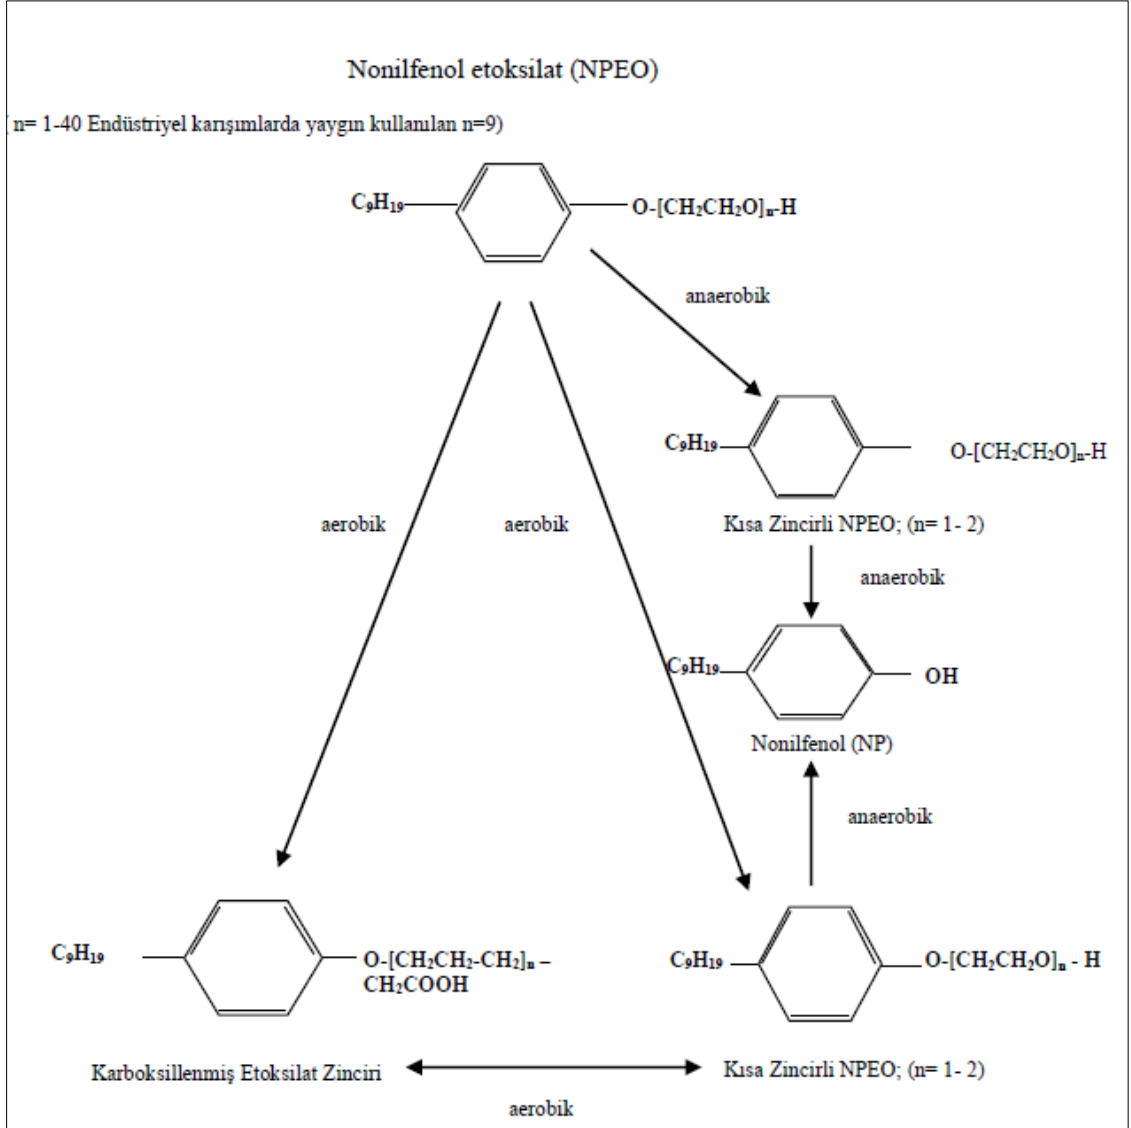 Nonilfenol etoksilat (NPEO)
( n= 1-40 Endüstriyel karışımlarda yaygın kullanılan n=9)
C₉H₁₉
O-[CH₂CH₂O]ₙ-H
anaerobik
C₉H₁₉
O-[CH₂CH₂O]ₙ-H
Kısa Zincirli NPEO; (n= 1- 2)
aerobik
aerobik
anaerobik
C₉H₁₉
OH
Nonilfenol (NP)
anaerobik
C₉H₁₉
O-[CH₂CH₂-CH₂]ₙ –
CH₂COOH
C₉H₁₉
O-[CH₂CH₂O]ₙ - H
Karboksillenmiş Etoksilat Zinciri
Kısa Zincirli NPEO; (n= 1- 2)
aerobik